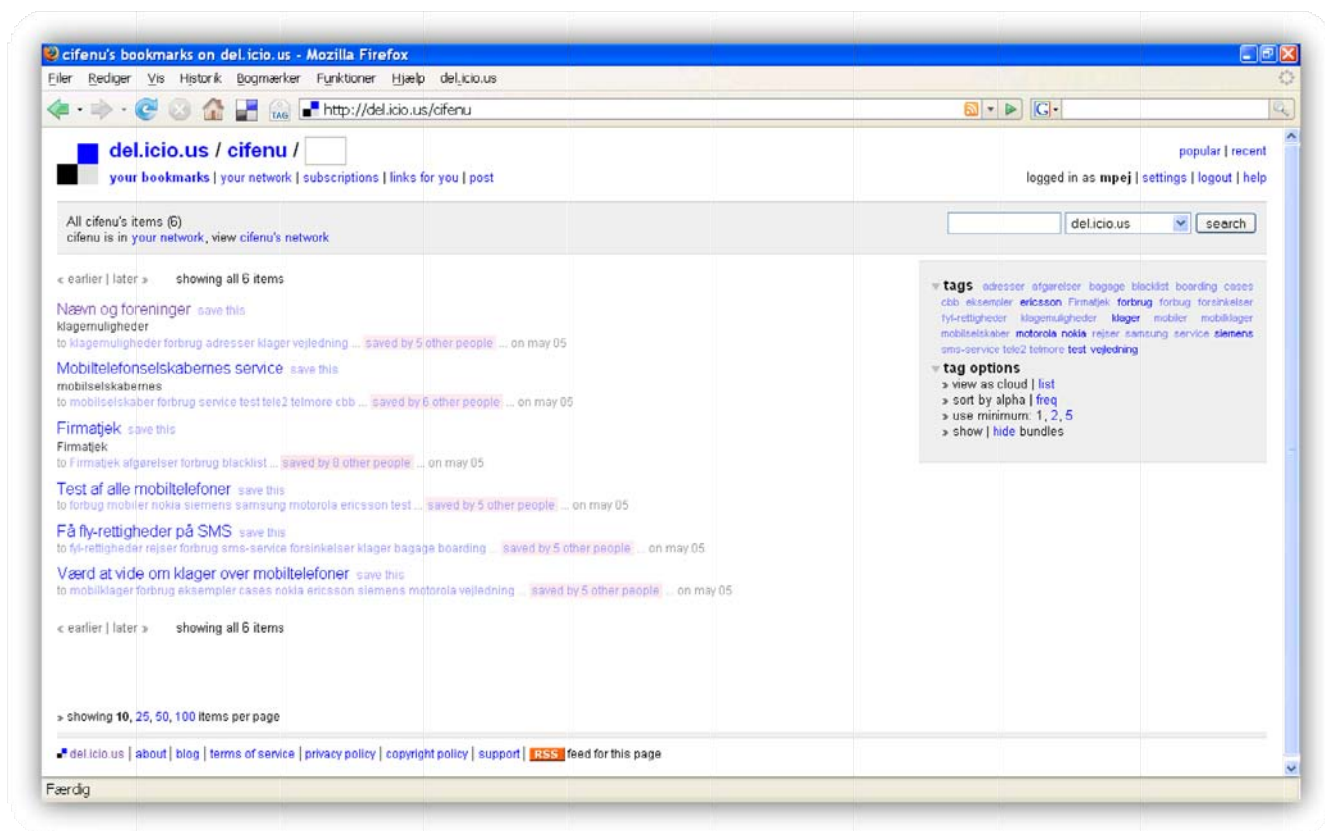 cifenu's bookmarks on del.icio.us - Mozilla Firefox
Filer Rediger Vis Historik Bogmærker Funktioner Hjælp del.icio.us
TAG http://del.icio.us/cifenu G
del.icio.us / cifenu /
popular | recent
your bookmarks | your network | subscriptions | links for you | post
logged in as mpej | settings | logout | help
All cifenu's items (6)
cifenu is in your network, view cifenu's network
del.icio.us search
« earlier | later » showing all 6 items
Nævn og foreninger save this
klagemuligheder
to klagemuligheder forbrug adresser klager vejledning ... saved by 5 other people ... on may 05
Mobiltelefonselskabernes service save this
mobilselskabernes
to mobilselskaber forbrug service test tele2 telmore cbb ... saved by 6 other people ... on may 05
Firmatjek save this
Firmatjek
to Firmatjek afgørelser forbrug blacklist ... saved by 8 other people ... on may 05
Test af alle mobiltelefoner save this
to forbug mobiler nokia siemens samsung motorola ericsson test ... saved by 5 other people ... on may 05
Få fly-rettigheder på SMS save this
to fyl-rettigheder rejser forbrug sms-service forsinkelser klager bagage boarding ... saved by 5 other people ... on may 05
Værd at vide om klager over mobiltelefoner save this
to mobilklager forbrug eksempler cases nokia ericsson siemens motorola vejledning ... saved by 5 other people ... on may 05
« earlier | later » showing all 6 items
tags adresser afgørelser bagage blacklist boarding cases
cbb eksempler ericsson Firmatjek forbrug forbug forsinkelser
fyl-rettigheder klagemuligheder klager mobiler mobilklager
mobilselskaber motorola nokia rejser samsung service siemens
sms-service tele2 telmore test vejledning
tag options
» view as cloud | list
» sort by alpha | freq
» use minimum: 1, 2, 5
» show | hide bundles
» showing 10, 25, 50, 100 items per page
del.icio.us | about | blog | terms of service | privacy policy | copyright policy | support | RSS feed for this page
Færdig